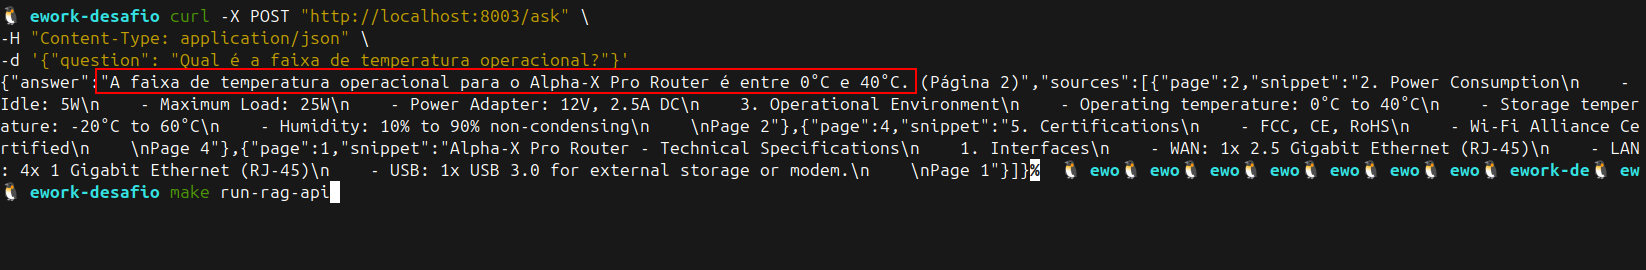 ework-desafio curl -X POST "http://localhost:8003/ask" \
-H "Content-Type: application/json" \
-d '{"question": "Qual é a faixa de temperatura operacional?"}'
{"answer":"A faixa de temperatura operacional para o Alpha-X Pro Router é entre 0°C e 40°C. (Página 2)","sources":[{"page":2,"snippet":"2. Power Consumption\n    -
Idle: 5W\n    - Maximum Load: 25W\n    - Power Adapter: 12V, 2.5A DC\n    3. Operational Environment\n    - Operating temperature: 0°C to 40°C\n    - Storage temper
ature: -20°C to 60°C\n    - Humidity: 10% to 90% non-condensing\n    \nPage 2"},{"page":4,"snippet":"5. Certifications\n    - FCC, CE, RoHS\n    - Wi-Fi Alliance Ce
rtified\n    \nPage 4"},{"page":1,"snippet":"Alpha-X Pro Router - Technical Specifications\n    1. Interfaces\n    - WAN: 1x 2.5 Gigabit Ethernet (RJ-45)\n    - LAN
: 4x 1 Gigabit Ethernet (RJ-45)\n    - USB: 1x USB 3.0 for external storage or modem.\n    \nPage 1"}]}% ewo ewo ewo ewo ewo ewo ewo ework-de ew
ework-desafio make run-rag-api